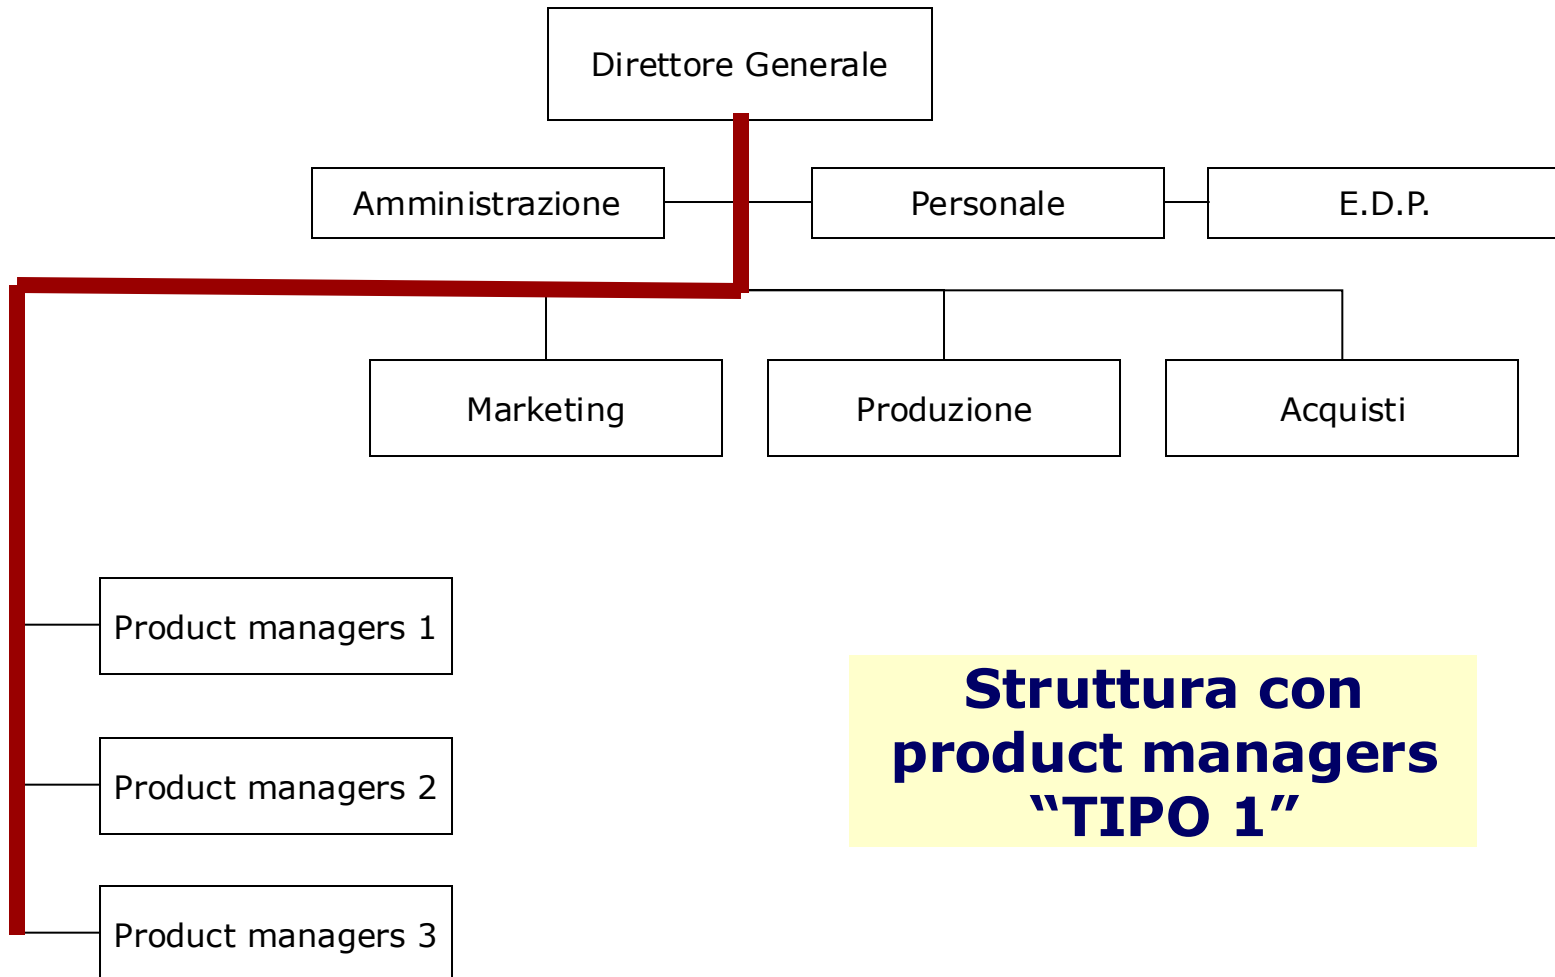 Direttore Generale
Amministrazione
Personale
E.D.P.
Marketing
Produzione
Acquisti
Product managers 1
Product managers 2
Product managers 3
Struttura con
product managers
“TIPO 1”